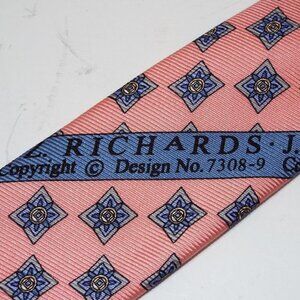 Z. RICHARDS · J.
Copyright © Design No. 7308-9